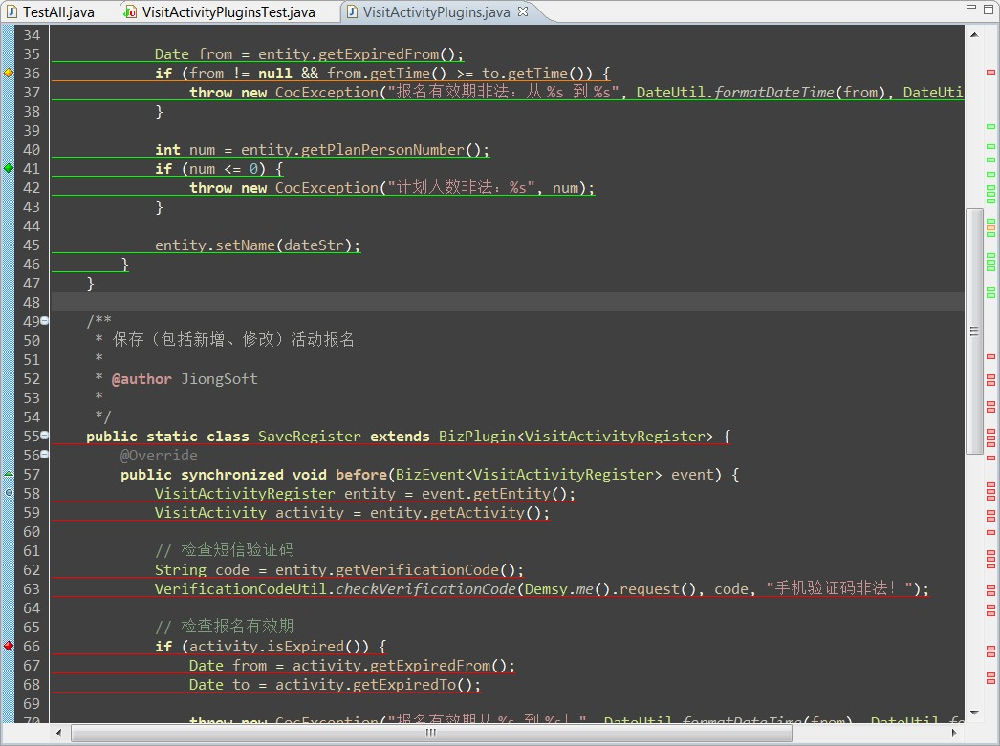 TestAll.java VisitActivityPluginsTest.java VisitActivityPlugins.java
34
35 Date from = entity.getExpiredFrom();
36 if (from != null && from.getTime() >= to.getTime()) {
37 throw new CocException("报名有效期非法：从 %s 到 %s", DateUtil.formatDateTime(from), DateUti
38 }
39
40 int num = entity.getPlanPersonNumber();
41 if (num <= 0) {
42 throw new CocException("计划人数非法：%s", num);
43 }
44
45 entity.setName(dateStr);
46 }
47 }
48
49 /**
50 * 保存（包括新增、修改）活动报名
51 *
52 * @author JiongSoft
53 *
54 */
55 public static class SaveRegister extends BizPlugin<VisitActivityRegister> {
56 @Override
57 public synchronized void before(BizEvent<VisitActivityRegister> event) {
58 VisitActivityRegister entity = event.getEntity();
59 VisitActivity activity = entity.getActivity();
60
61 // 检查短信验证码
62 String code = entity.getVerificationCode();
63 VerificationCodeUtil.checkVerificationCode(Demsy.me().request(), code, "手机验证码非法！");
64
65 // 检查报名有效期
66 if (activity.isExpired()) {
67 Date from = activity.getExpiredFrom();
68 Date to = activity.getExpiredTo();
69
70 throw new CocException("报名有效期从 %s 到 %s！", DateUtil.formatDateTime(from), DateUtil.fo